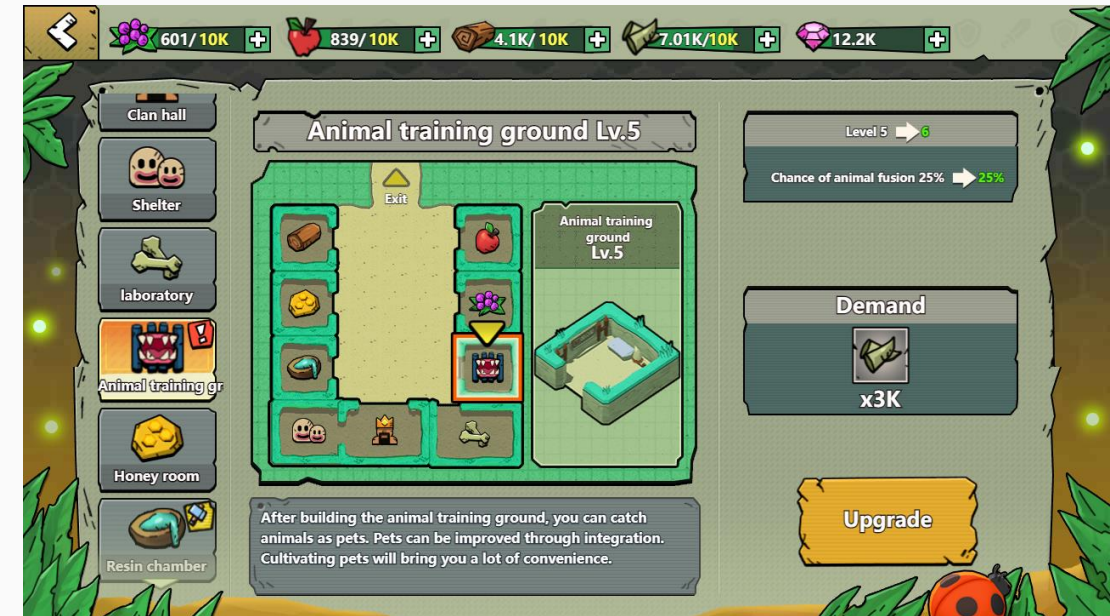 601/10K
839/10K
4.1K/10K
7.01K/10K
12.2K
Clan hall
Shelter
laboratory
Animal training gr
Honey room
Resin chamber
Animal training ground Lv.5
Exit
Animal training
ground
Lv.5
After building the animal training ground, you can catch
animals as pets. Pets can be improved through integration.
Cultivating pets will bring you a lot of convenience.
Level 5 6
Chance of animal fusion 25% 25%
Demand
x3K
Upgrade